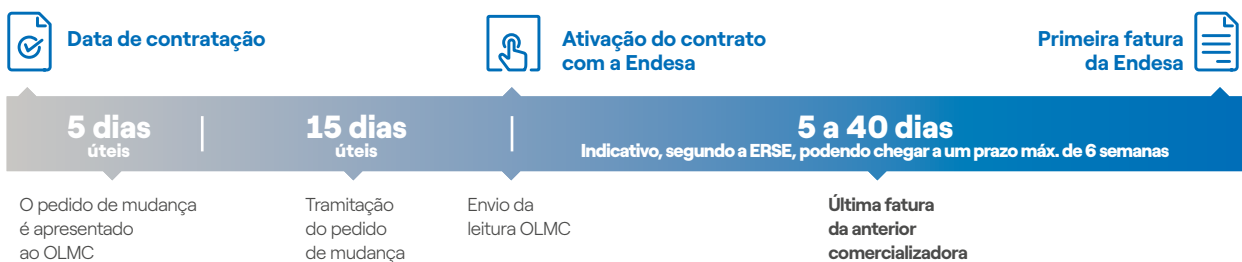 Data de contratação
Ativação do contrato
com a Endesa
Primeira fatura
da Endesa
5 dias
úteis
15 dias
úteis
5 a 40 dias
Indicativo, segundo a ERSE, podendo chegar a um prazo máx. de 6 semanas
O pedido de mudança
é apresentado
ao OLMC
Tramitação
do pedido
de mudança
Envio da
leitura OLMC
Última fatura
da anterior
comercializadora